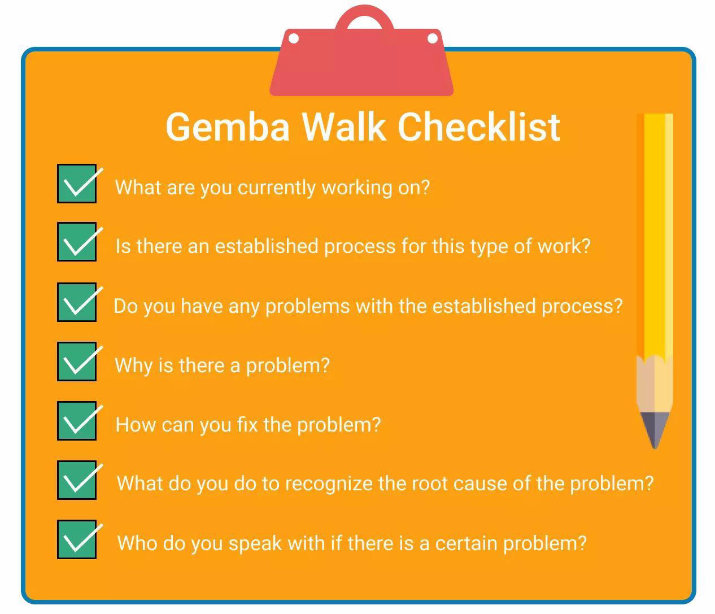 Gemba Walk Checklist
What are you currently working on?
Is there an established process for this type of work?
Do you have any problems with the established process?
Why is there a problem?
How can you fix the problem?
What do you do to recognize the root cause of the problem?
Who do you speak with if there is a certain problem?